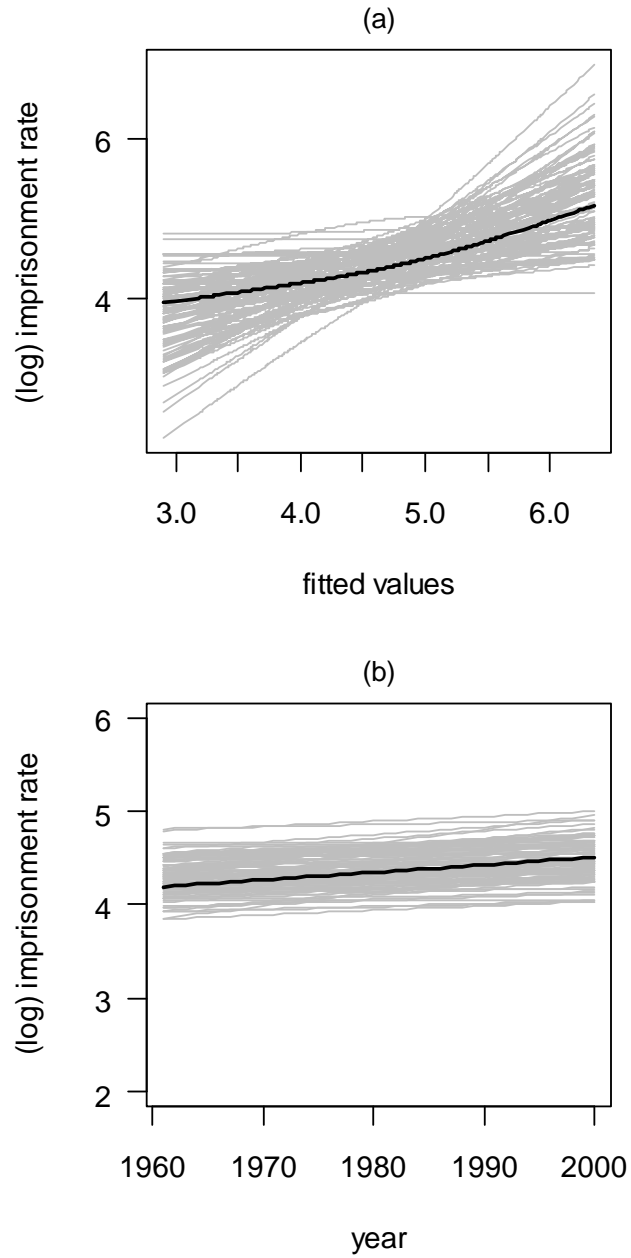 (a)
(log) imprisonment rate
6
4
3.0 4.0 5.0 6.0
fitted values
(b)
(log) imprisonment rate
6
5
4
3
2
1960 1970 1980 1990 2000
year